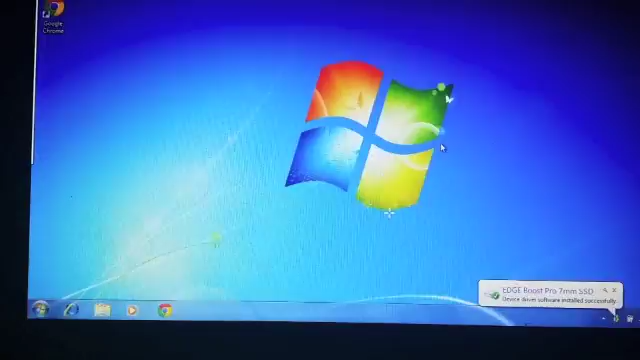 Google
Chrome
EDGE Boost Pro 7mm SSD
Device driver software installed successfully.